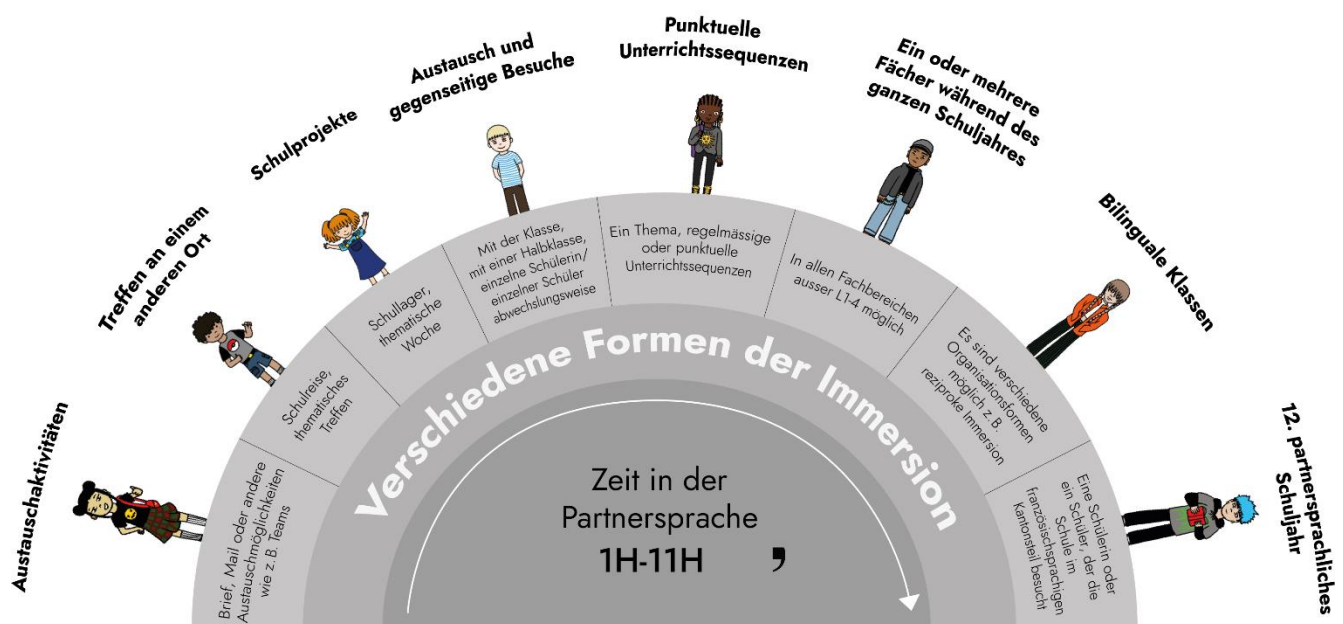 Austauschaktivitäten
Treffen an einem
anderen Ort
Schulprojekte
Austausch und
gegenseitige Besuche
Punktuelle
Unterrichtssequenzen
Ein oder mehrere
Fächer während des
ganzen Schuljahres
Bilinguale Klassen
12. partnersprachliches
Schuljahr
Brief, Mail oder andere
Austauschmöglichkeiten
wie z. B. Teams
Schulreise,
thematisches
Treffen
Schullager,
thematische
Woche
Mit der Klasse,
mit einer Halbklasse,
einzelne Schülerin/
einzelner Schüler
abwechslungsweise
Ein Thema, regelmässige
oder punktuelle
Unterrichtssequenzen
In allen Fachbereichen
ausser L1-4 möglich
Es sind verschiedene
Organisationsformen
möglich z. B.
reziproke Immersion
Eine Schülerin oder
ein Schüler, der die
Schule im
französischsprachigen
Kantonsteil besucht
Verschiedene Formen der Immersion
Zeit in der
Partnersprache
1H-11H ,